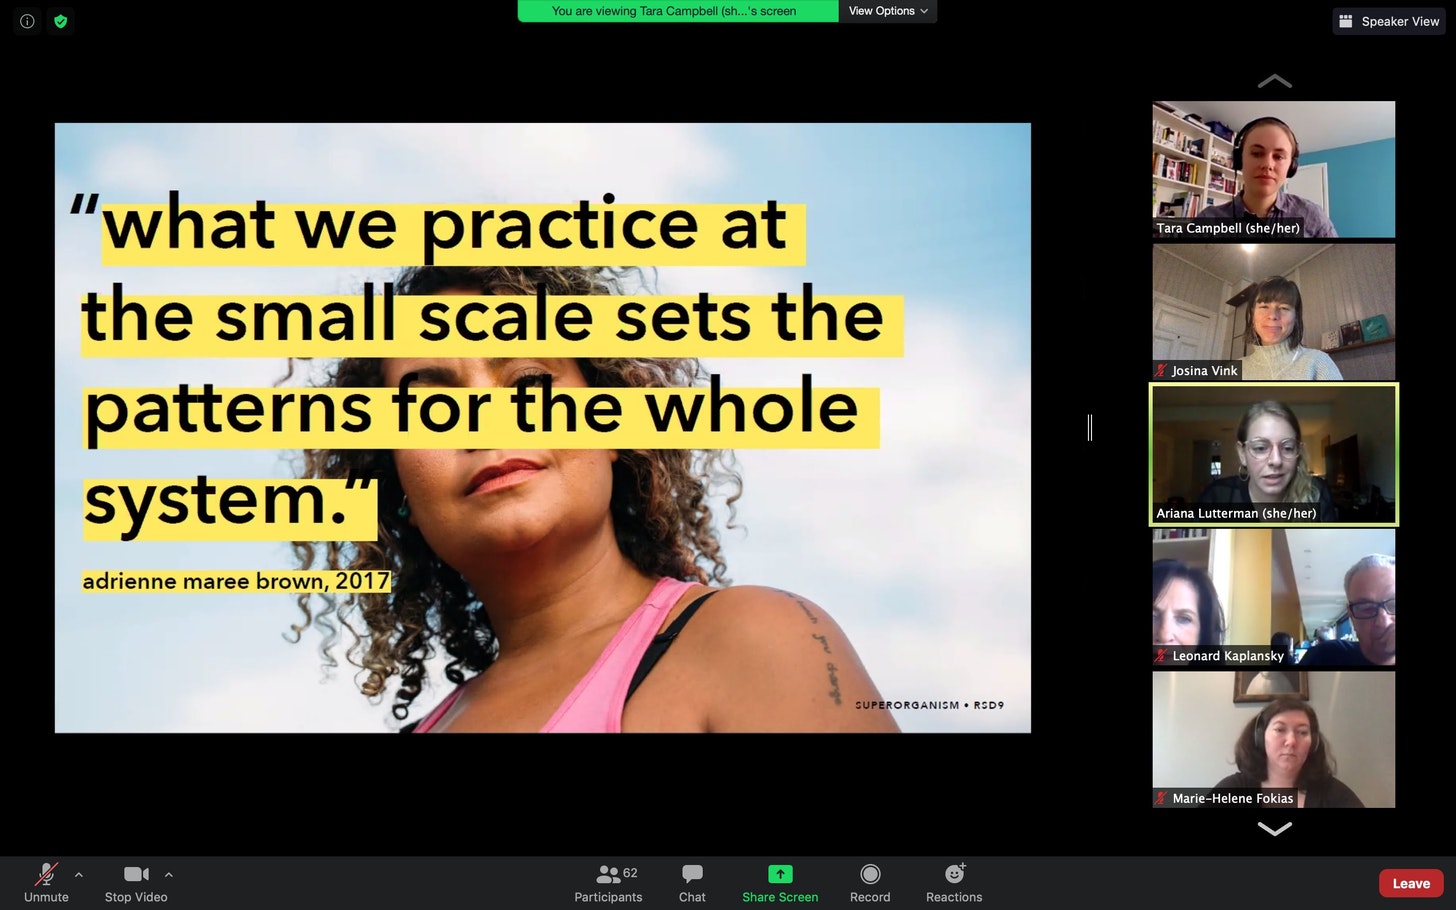 You are viewing Tara Campbell (sh...'s screen
View Options
Speaker View
“what we practice at
the small scale sets the
patterns for the whole
system.”
adrienne maree brown, 2017
SUPERORGANISM • RSD9
Tara Campbell (she/her)
Josina Vink
Ariana Lutterman (she/her)
Leonard Kaplansky
Marie-Helene Fokias
Unmute
Stop Video
62
Participants
Chat
Share Screen
Record
Reactions
Leave